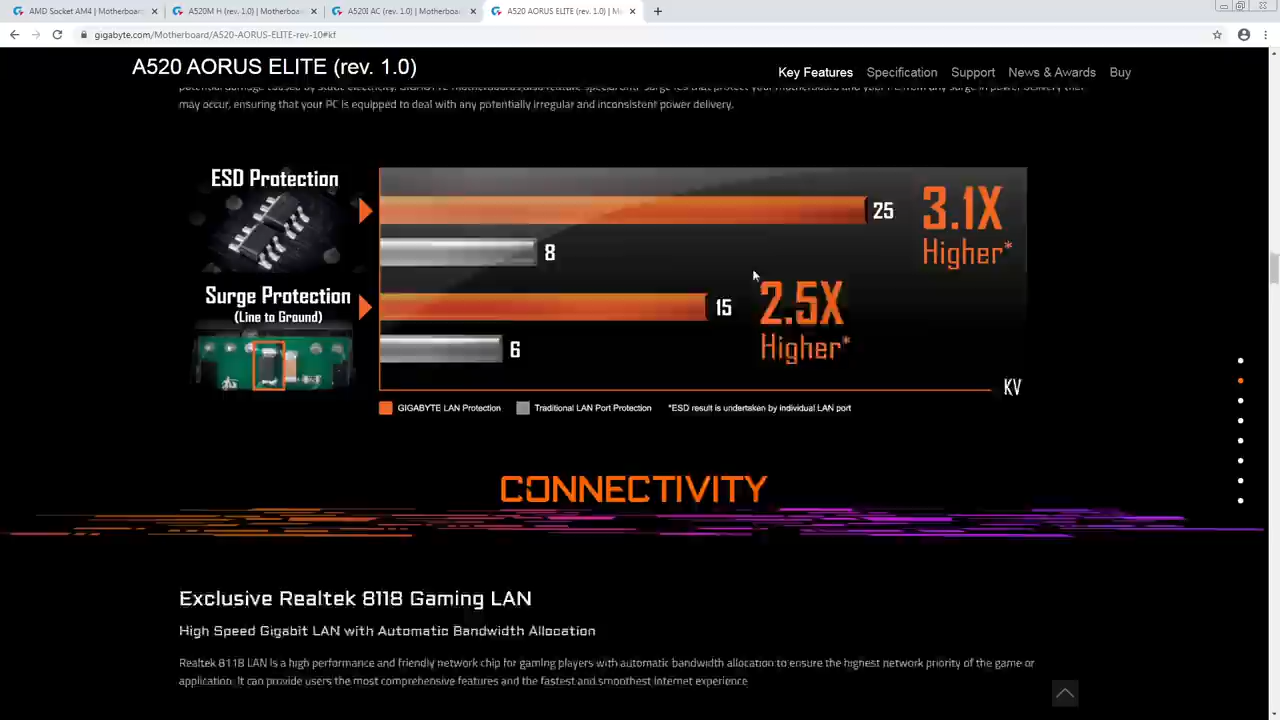 AMD Socket AM4 | Motherboard
A520M H (rev. 1.0) | Motherboard
A520I AC (rev. 1.0) | Motherboard
A520 AORUS ELITE (rev. 1.0) | M
gigabyte.com/Motherboard/A520-AORUS-ELITE-rev-10#kf
A520 AORUS ELITE (rev. 1.0)
Key Features
Specification
Support
News & Awards
Buy
may occur, ensuring that your PC is equipped to deal with any potentially irregular and inconsistent power delivery.
ESD Protection
25
3.1X
Higher*
8
Surge Protection
(Line to Ground)
15
2.5X
Higher*
6
KV
GIGABYTE LAN Protection
Traditional LAN Port Protection
*ESD result is undertaken by individual LAN port
CONNECTIVITY
Exclusive Realtek 8118 Gaming LAN
High Speed Gigabit LAN with Automatic Bandwidth Allocation
Realtek 8118 LAN is a high performance and friendly network chip for gaming players with automatic bandwidth allocation to ensure the highest network priority of the game or
application. It can provide users the most comprehensive features and the fastest and smoothest Internet experience